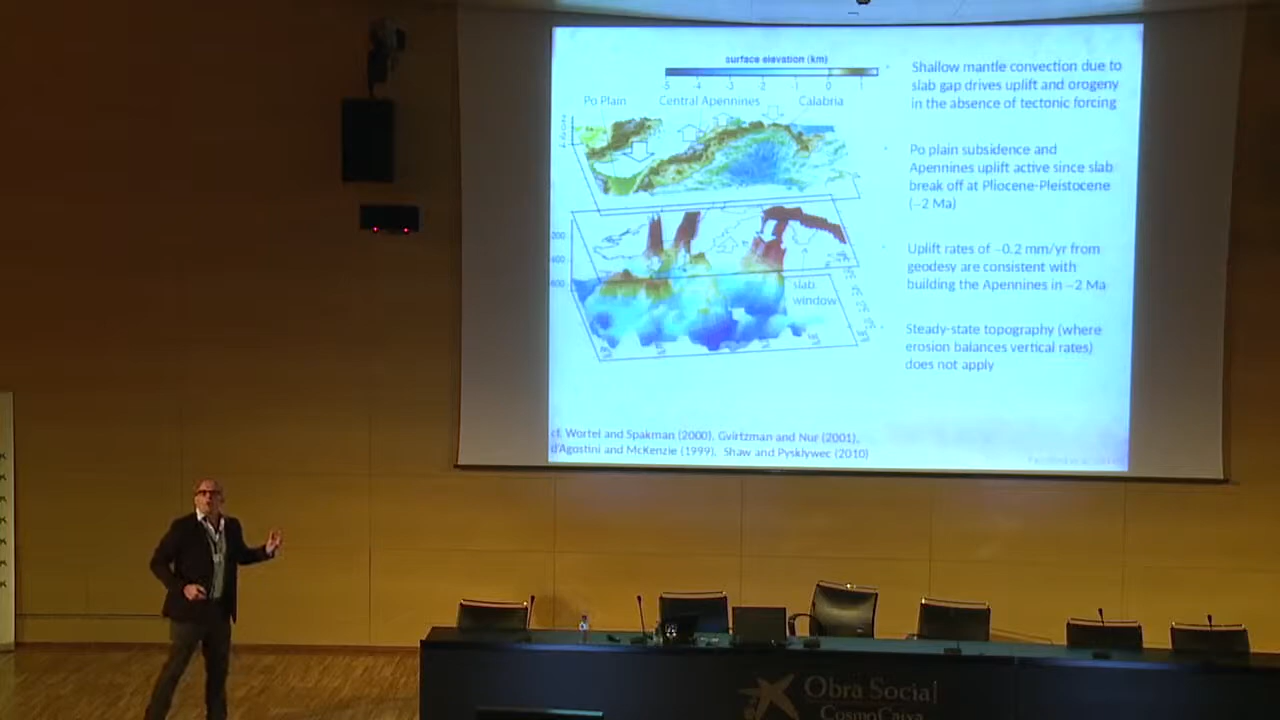 surface elevation (km)
-5 -4 -3 -2 -1 0 1
Po Plain Central Apennines Calabria
200
400
600
slab
window
Shallow mantle convection due to
slab gap drives uplift and orogeny
in the absence of tectonic forcing
Po plain subsidence and
Apennines uplift active since slab
break off at Pliocene-Pleistocene
(~2 Ma)
Uplift rates of ~0.2 mm/yr from
geodesy are consistent with
building the Apennines in ~2 Ma
Steady-state topography (where
erosion balances vertical rates)
does not apply
cf. Wortel and Spakman (2000), Gvirtzman and Nur (2001),
d'Agostini and McKenzie (1999), Shaw and Pysklywec (2010)
Obra Social
CosmoCaixa